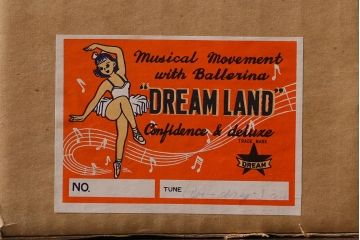 Musical Movement
with Ballerina
"DREAM LAND"
Confidence & deluxe
TRADE MARK
DREAM
NO.
TUNE